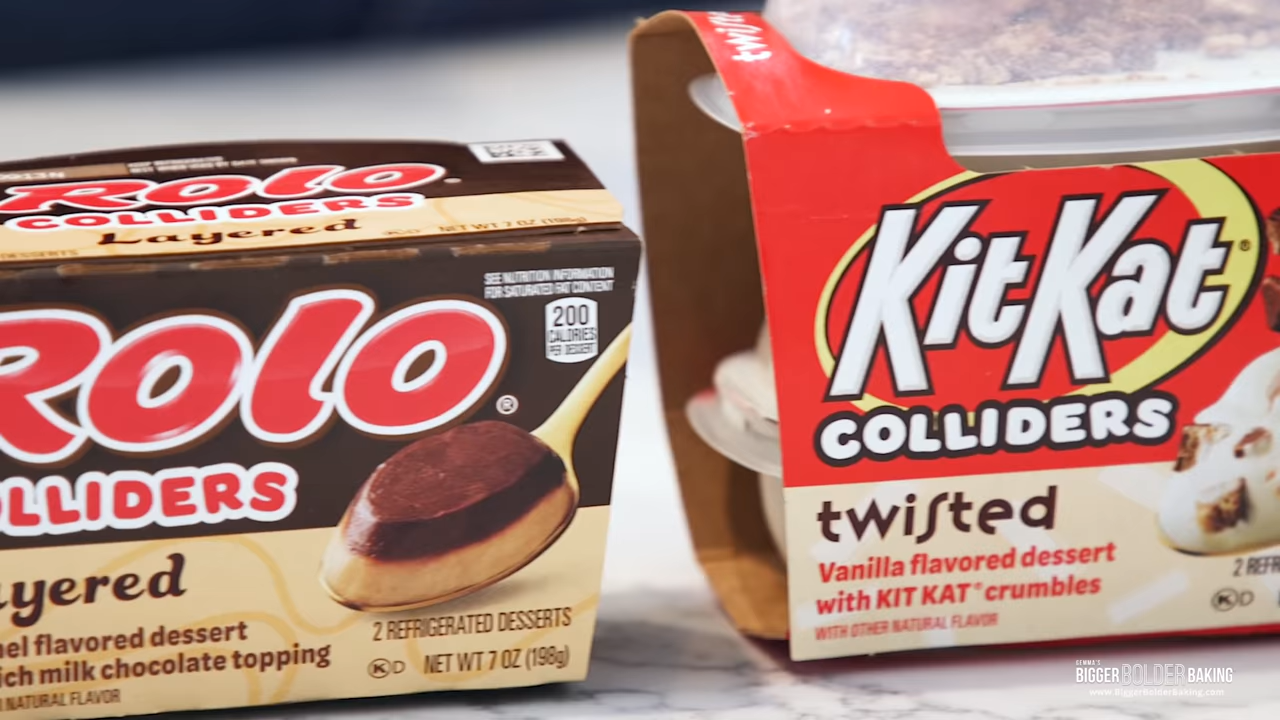 Rolo
COLLIDERS
Layered
NET WT 7 OZ (198g)
SEE NUTRITION INFORMATION
FOR SATURATED FAT CONTENT
200
CALORIES
PER DESSERT
Rolo®
OLLIDERS
ayered
nel flavored dessert
ich milk chocolate topping
NATURAL FLAVOR
2 REFRIGERATED DESSERTS
K D NET WT 7 OZ (198g)
twisted
KitKat®
COLLIDERS
twisted
Vanilla flavored dessert
with KIT KAT® crumbles
WITH OTHER NATURAL FLAVOR
2 REFR
K D
GEMMA'S
BIGGER BOLDER BAKING
www.BiggerBolderBaking.com